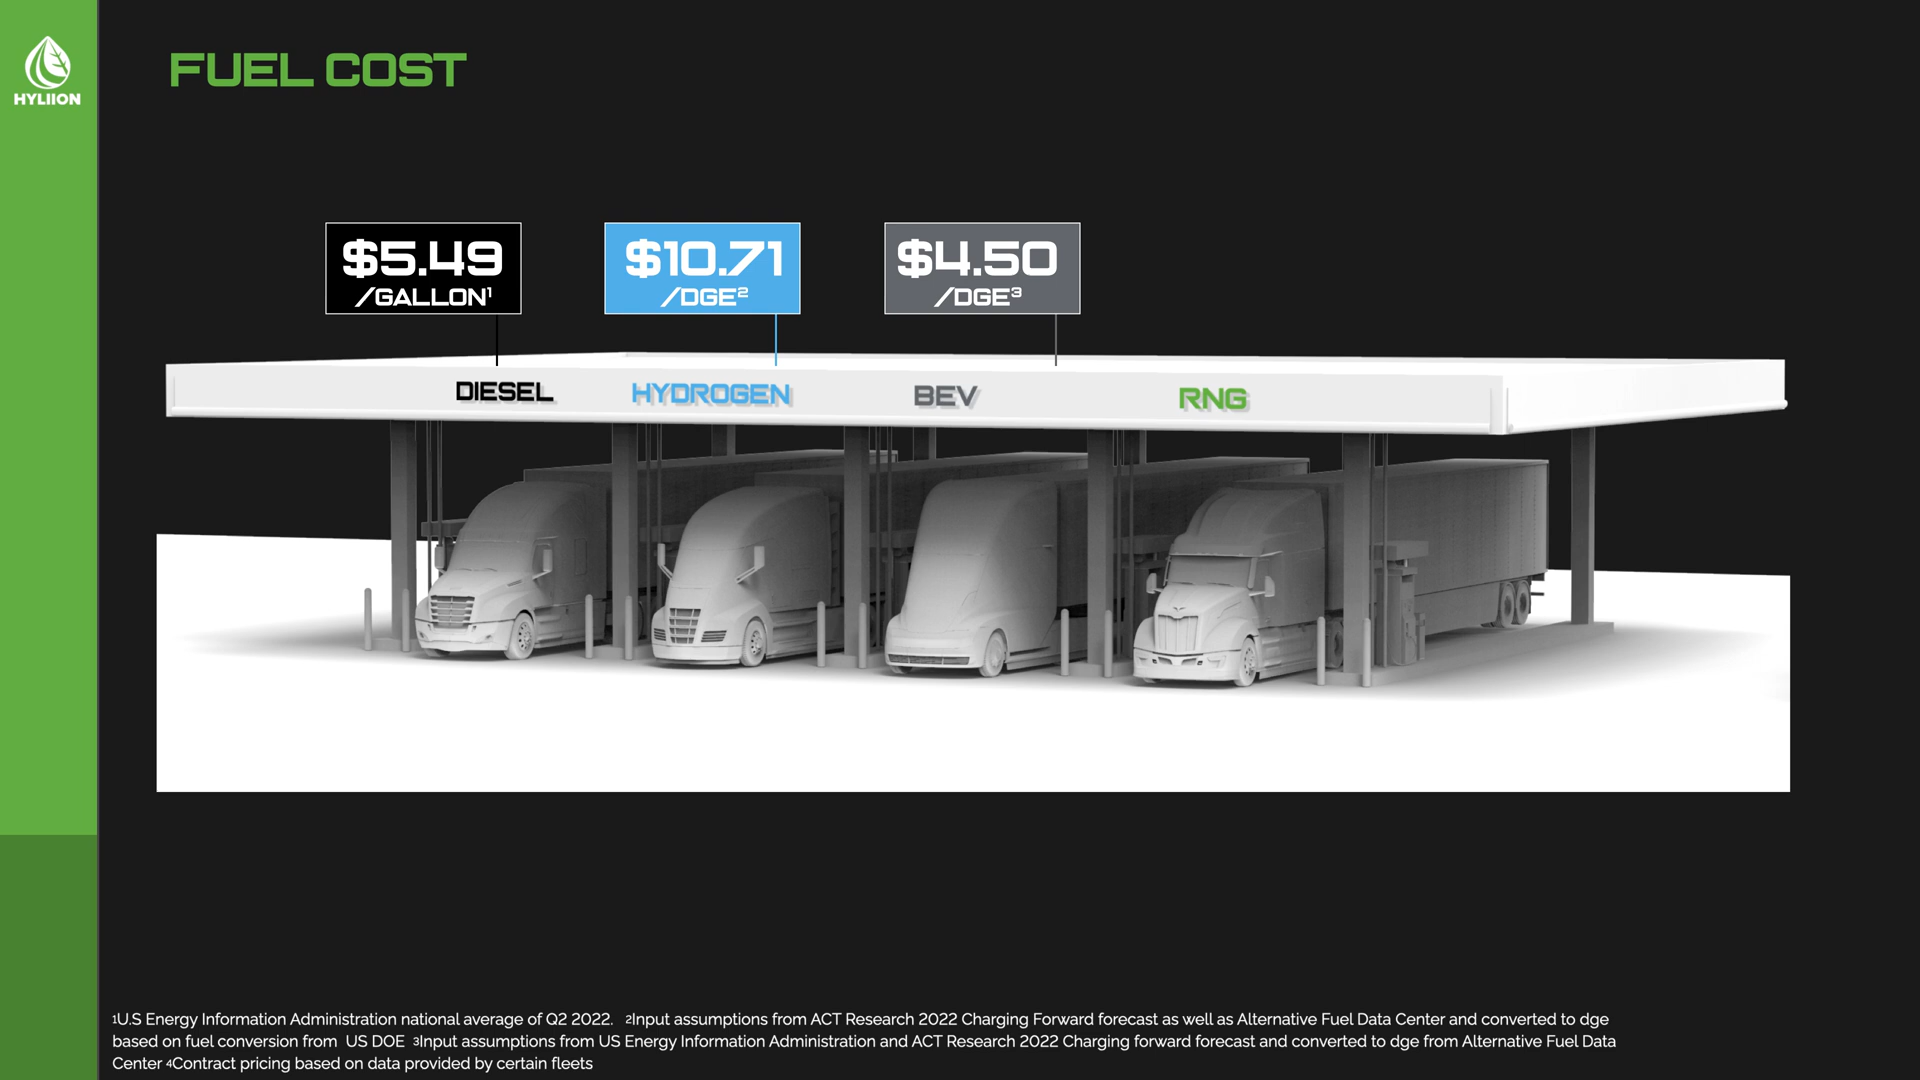 HYLIION
FUEL COST
$5.49
/GALLON¹
$10.71
/DGE²
$4.50
/DGE³
DIESEL
HYDROGEN
BEV
RNG
¹U.S Energy Information Administration national average of Q2 2022. ²Input assumptions from ACT Research 2022 Charging Forward forecast as well as Alternative Fuel Data Center and converted to dge
based on fuel conversion from US DOE ³Input assumptions from US Energy Information Administration and ACT Research 2022 Charging forward forecast and converted to dge from Alternative Fuel Data
Center ⁴Contract pricing based on data provided by certain fleets